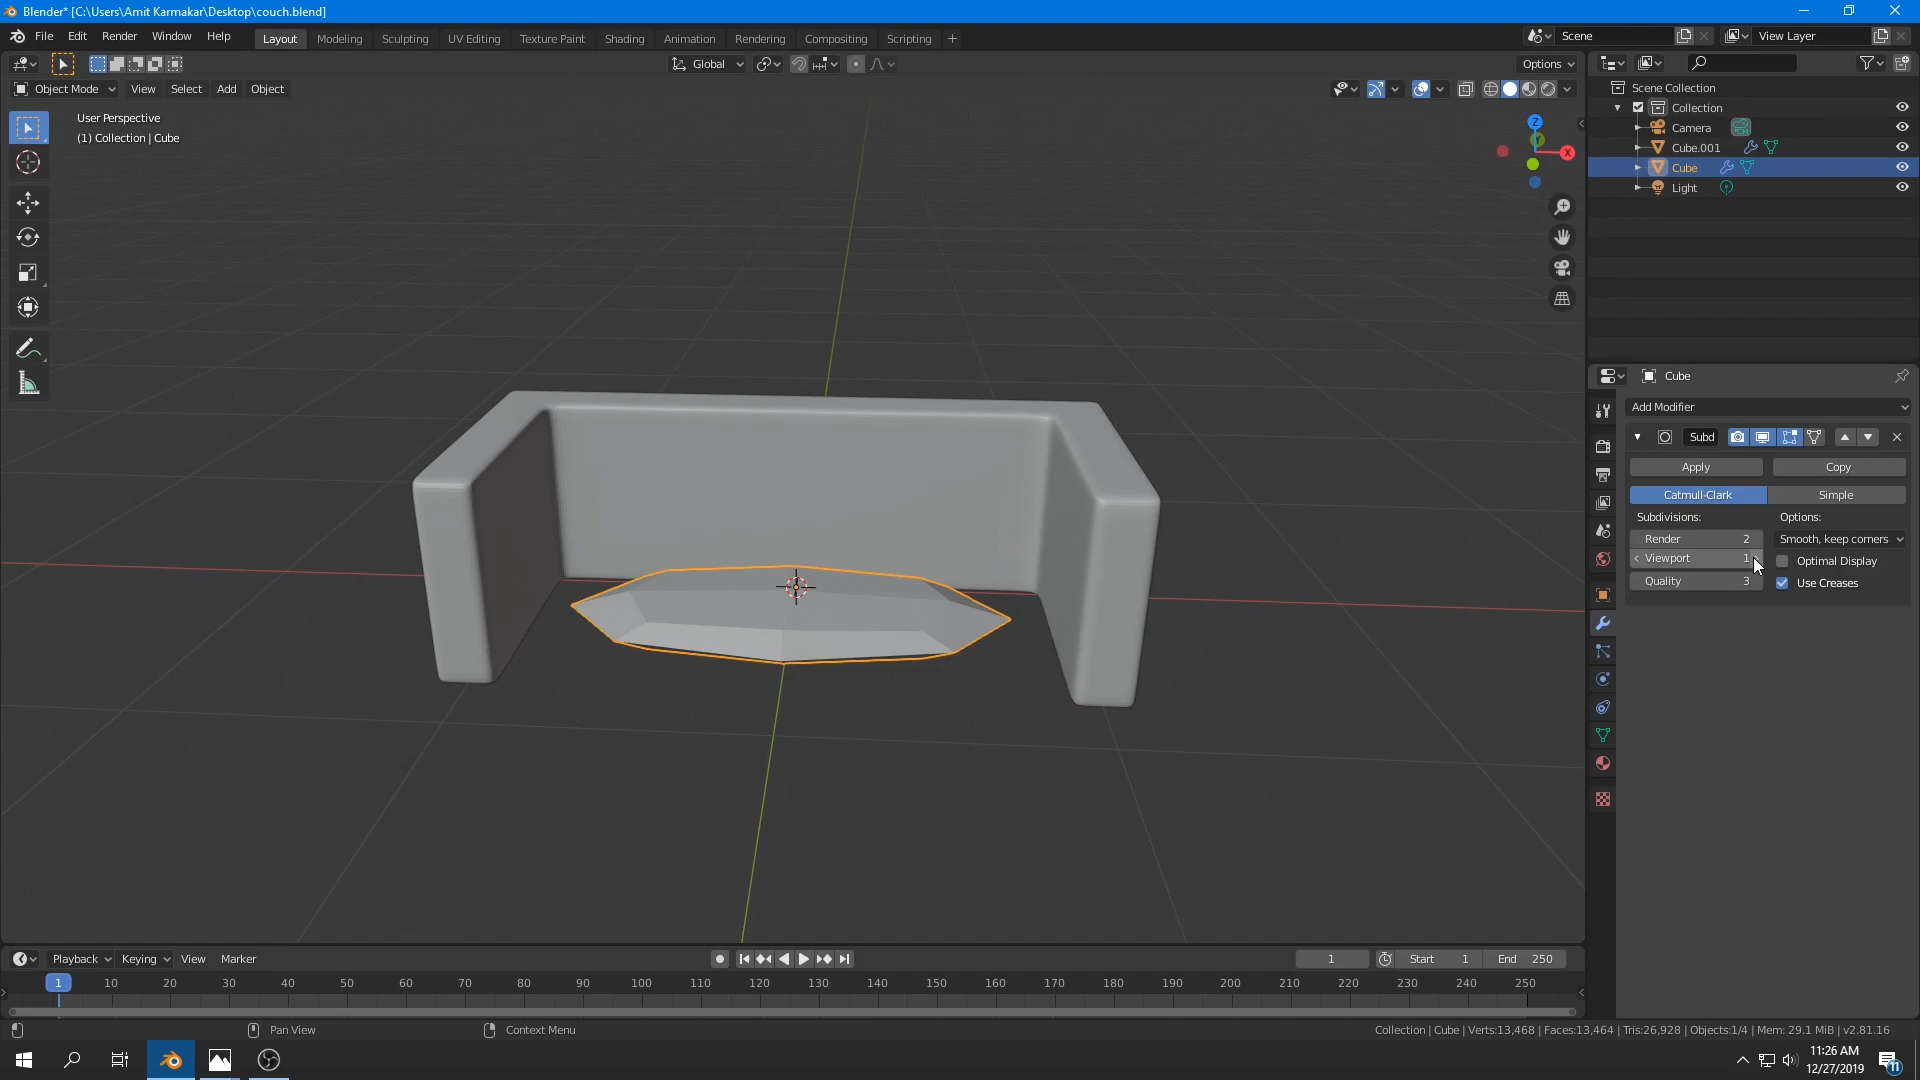 Blender* [C:\Users\Amit Karmakar\Desktop\couch.blend]
File Edit Render Window Help
Layout Modeling Sculpting UV Editing Texture Paint Shading Animation Rendering Compositing Scripting +
Scene
View Layer
Global
Options
Object Mode View Select Add Object
User Perspective
(1) Collection | Cube
Z
Y
X
Scene Collection
Collection
Camera
Cube.001
Cube
Light
Cube
Add Modifier
Subd
Apply Copy
Catmull-Clark Simple
Subdivisions: Options:
Render 2 Smooth, keep corners
Viewport 1 Optimal Display
Quality 3 Use Creases
Playback Keying View Marker
1 Start 1 End 250
1 10 20 30 40 50 60 70 80 90 100 110 120 130 140 150 160 170 180 190 200 210 220 230 240 250
Pan View Context Menu
Collection | Cube | Verts:13,468 | Faces:13,464 | Tris:26,928 | Objects:1/4 | Mem: 29.1 MiB | v2.81.16
11:26 AM
12/27/2019
11